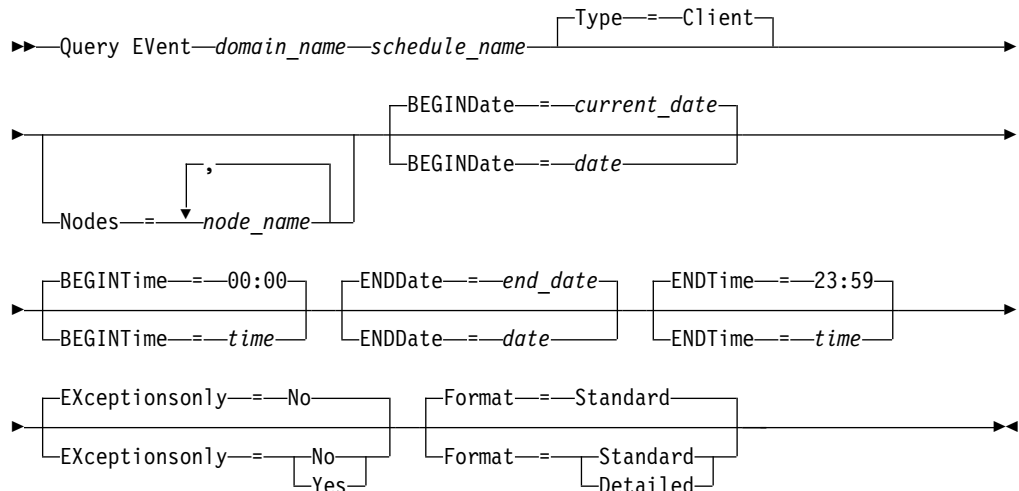 Type = Client
Query EVent domain_name schedule_name
BEGINDate = current_date
BEGINDate = date
,
Nodes = node_name
BEGINTime = 00:00
ENDDate = end_date
ENDTime = 23:59
BEGINTime = time
ENDDate = date
ENDTime = time
EXceptionsonly = No
Format = Standard
EXceptionsonly = No
Yes
Format = Standard
Detailed